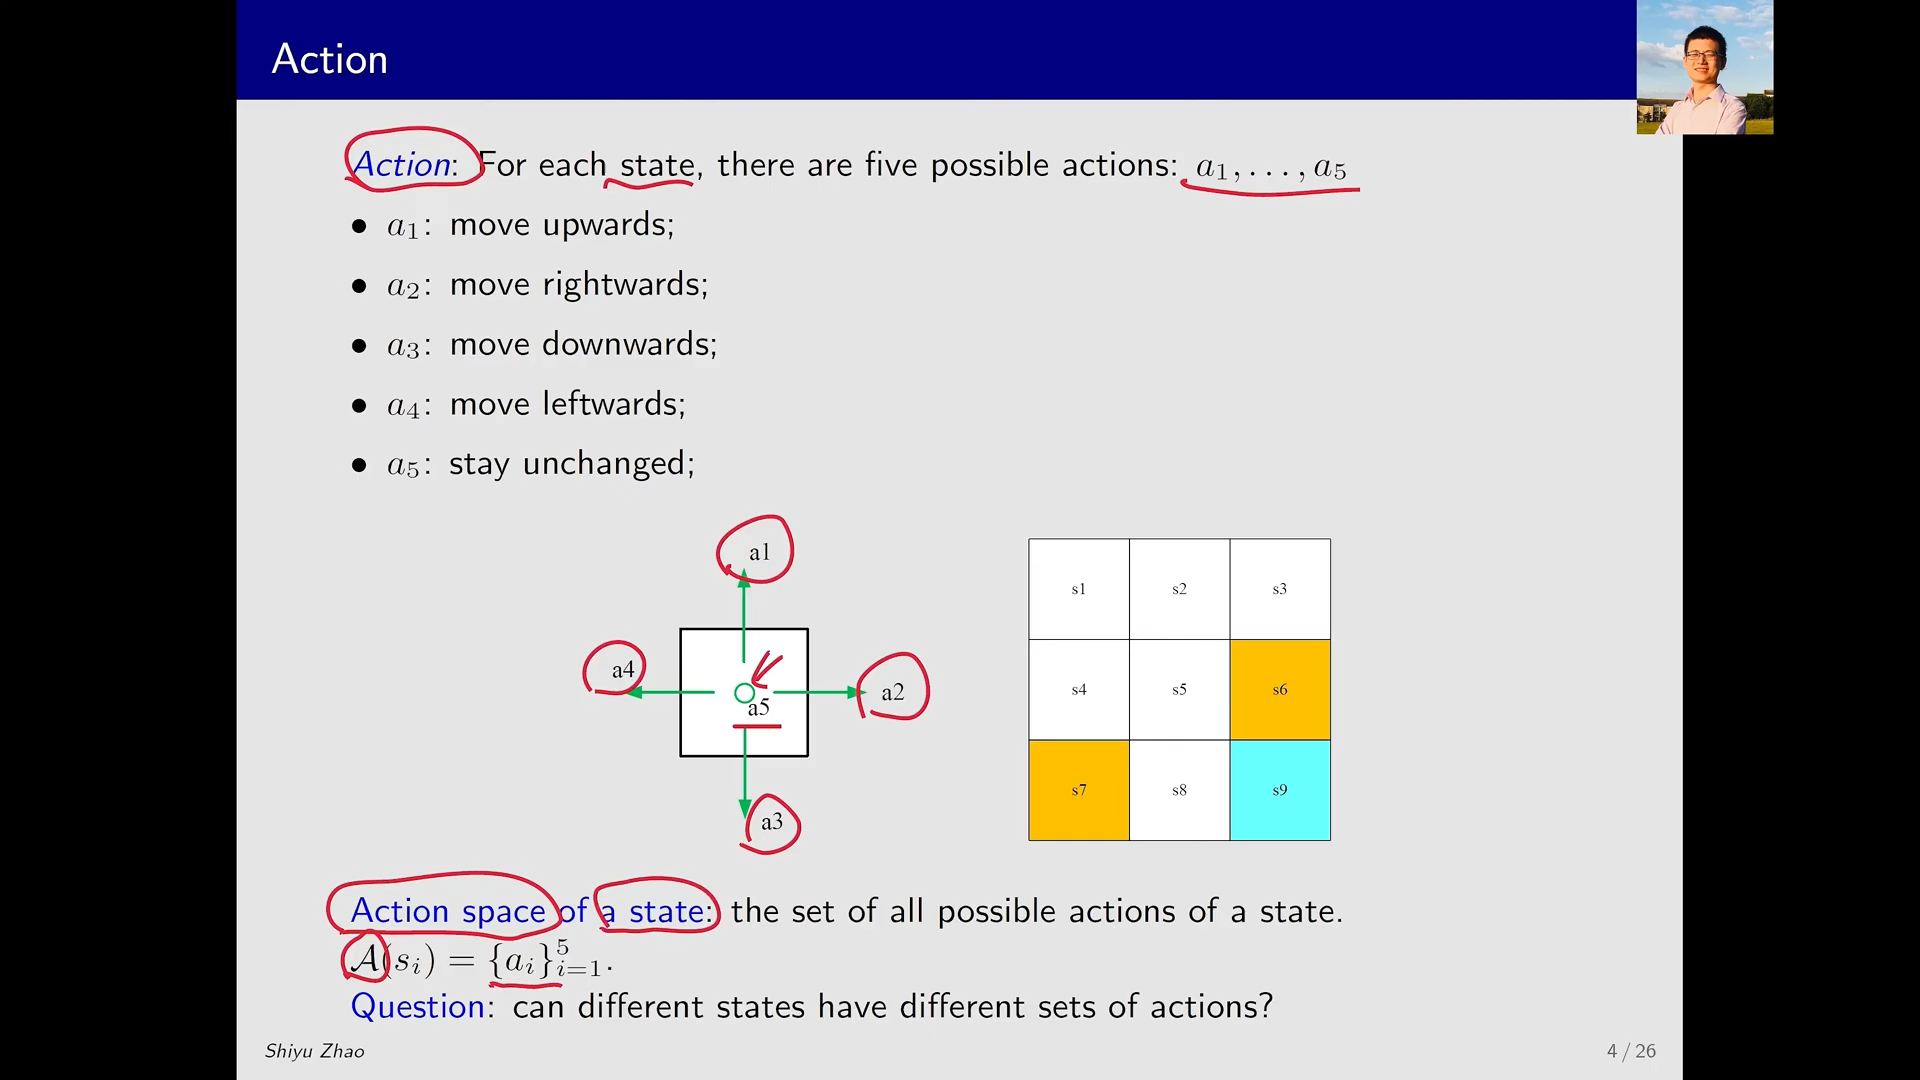 Action
Action: For each state, there are five possible actions: a₁, . . . , a₅
• a₁: move upwards;
• a₂: move rightwards;
• a₃: move downwards;
• a₄: move leftwards;
• a₅: stay unchanged;
a1
a4
a5
a2
a3
s1 s2 s3
s4 s5 s6
s7 s8 s9
Action space of a state: the set of all possible actions of a state.
𝒜(sᵢ) = {aᵢ}⁵ᵢ₌₁.
Question: can different states have different sets of actions?
Shiyu Zhao
4 / 26